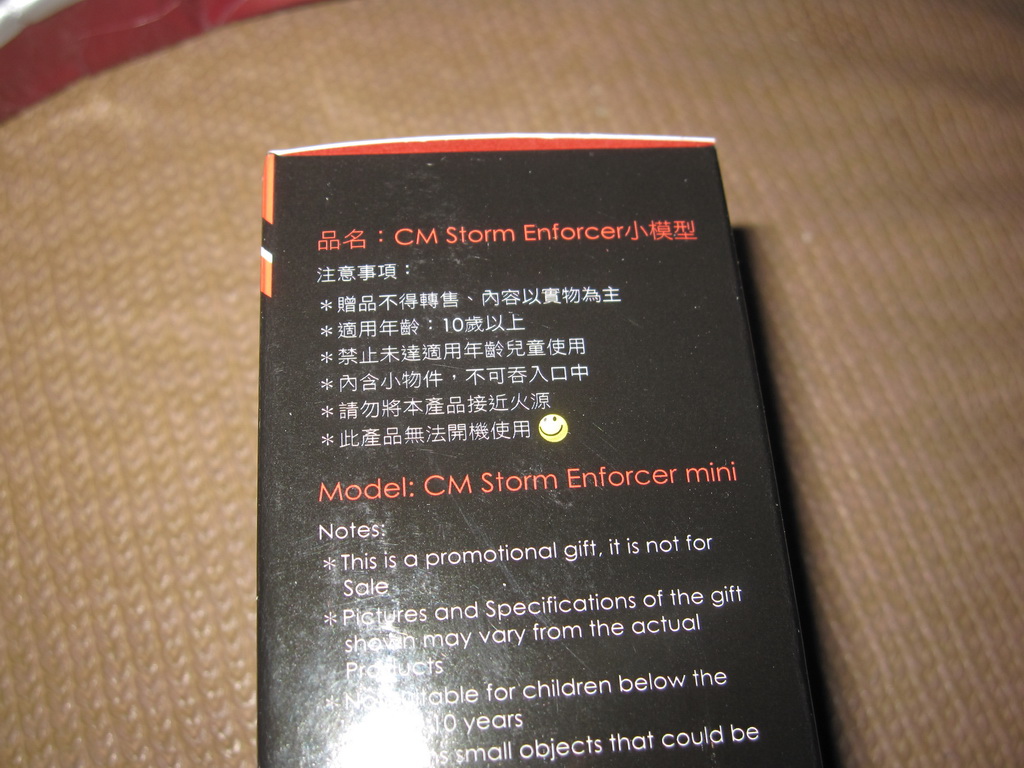 品名：CM Storm Enforcer小模型
注意事項：
＊贈品不得轉售、內容以實物為主
＊適用年齡：10歲以上
＊禁止未達適用年齡兒童使用
＊內含小物件，不可吞入口中
＊請勿將本產品接近火源
＊此產品無法開機使用
Model: CM Storm Enforcer mini
Notes:
＊This is a promotional gift, it is not for
Sale
＊Pictures and Specifications of the gift
shown may vary from the actual
Products
＊Not suitable for children below the
10 years
small objects that could be